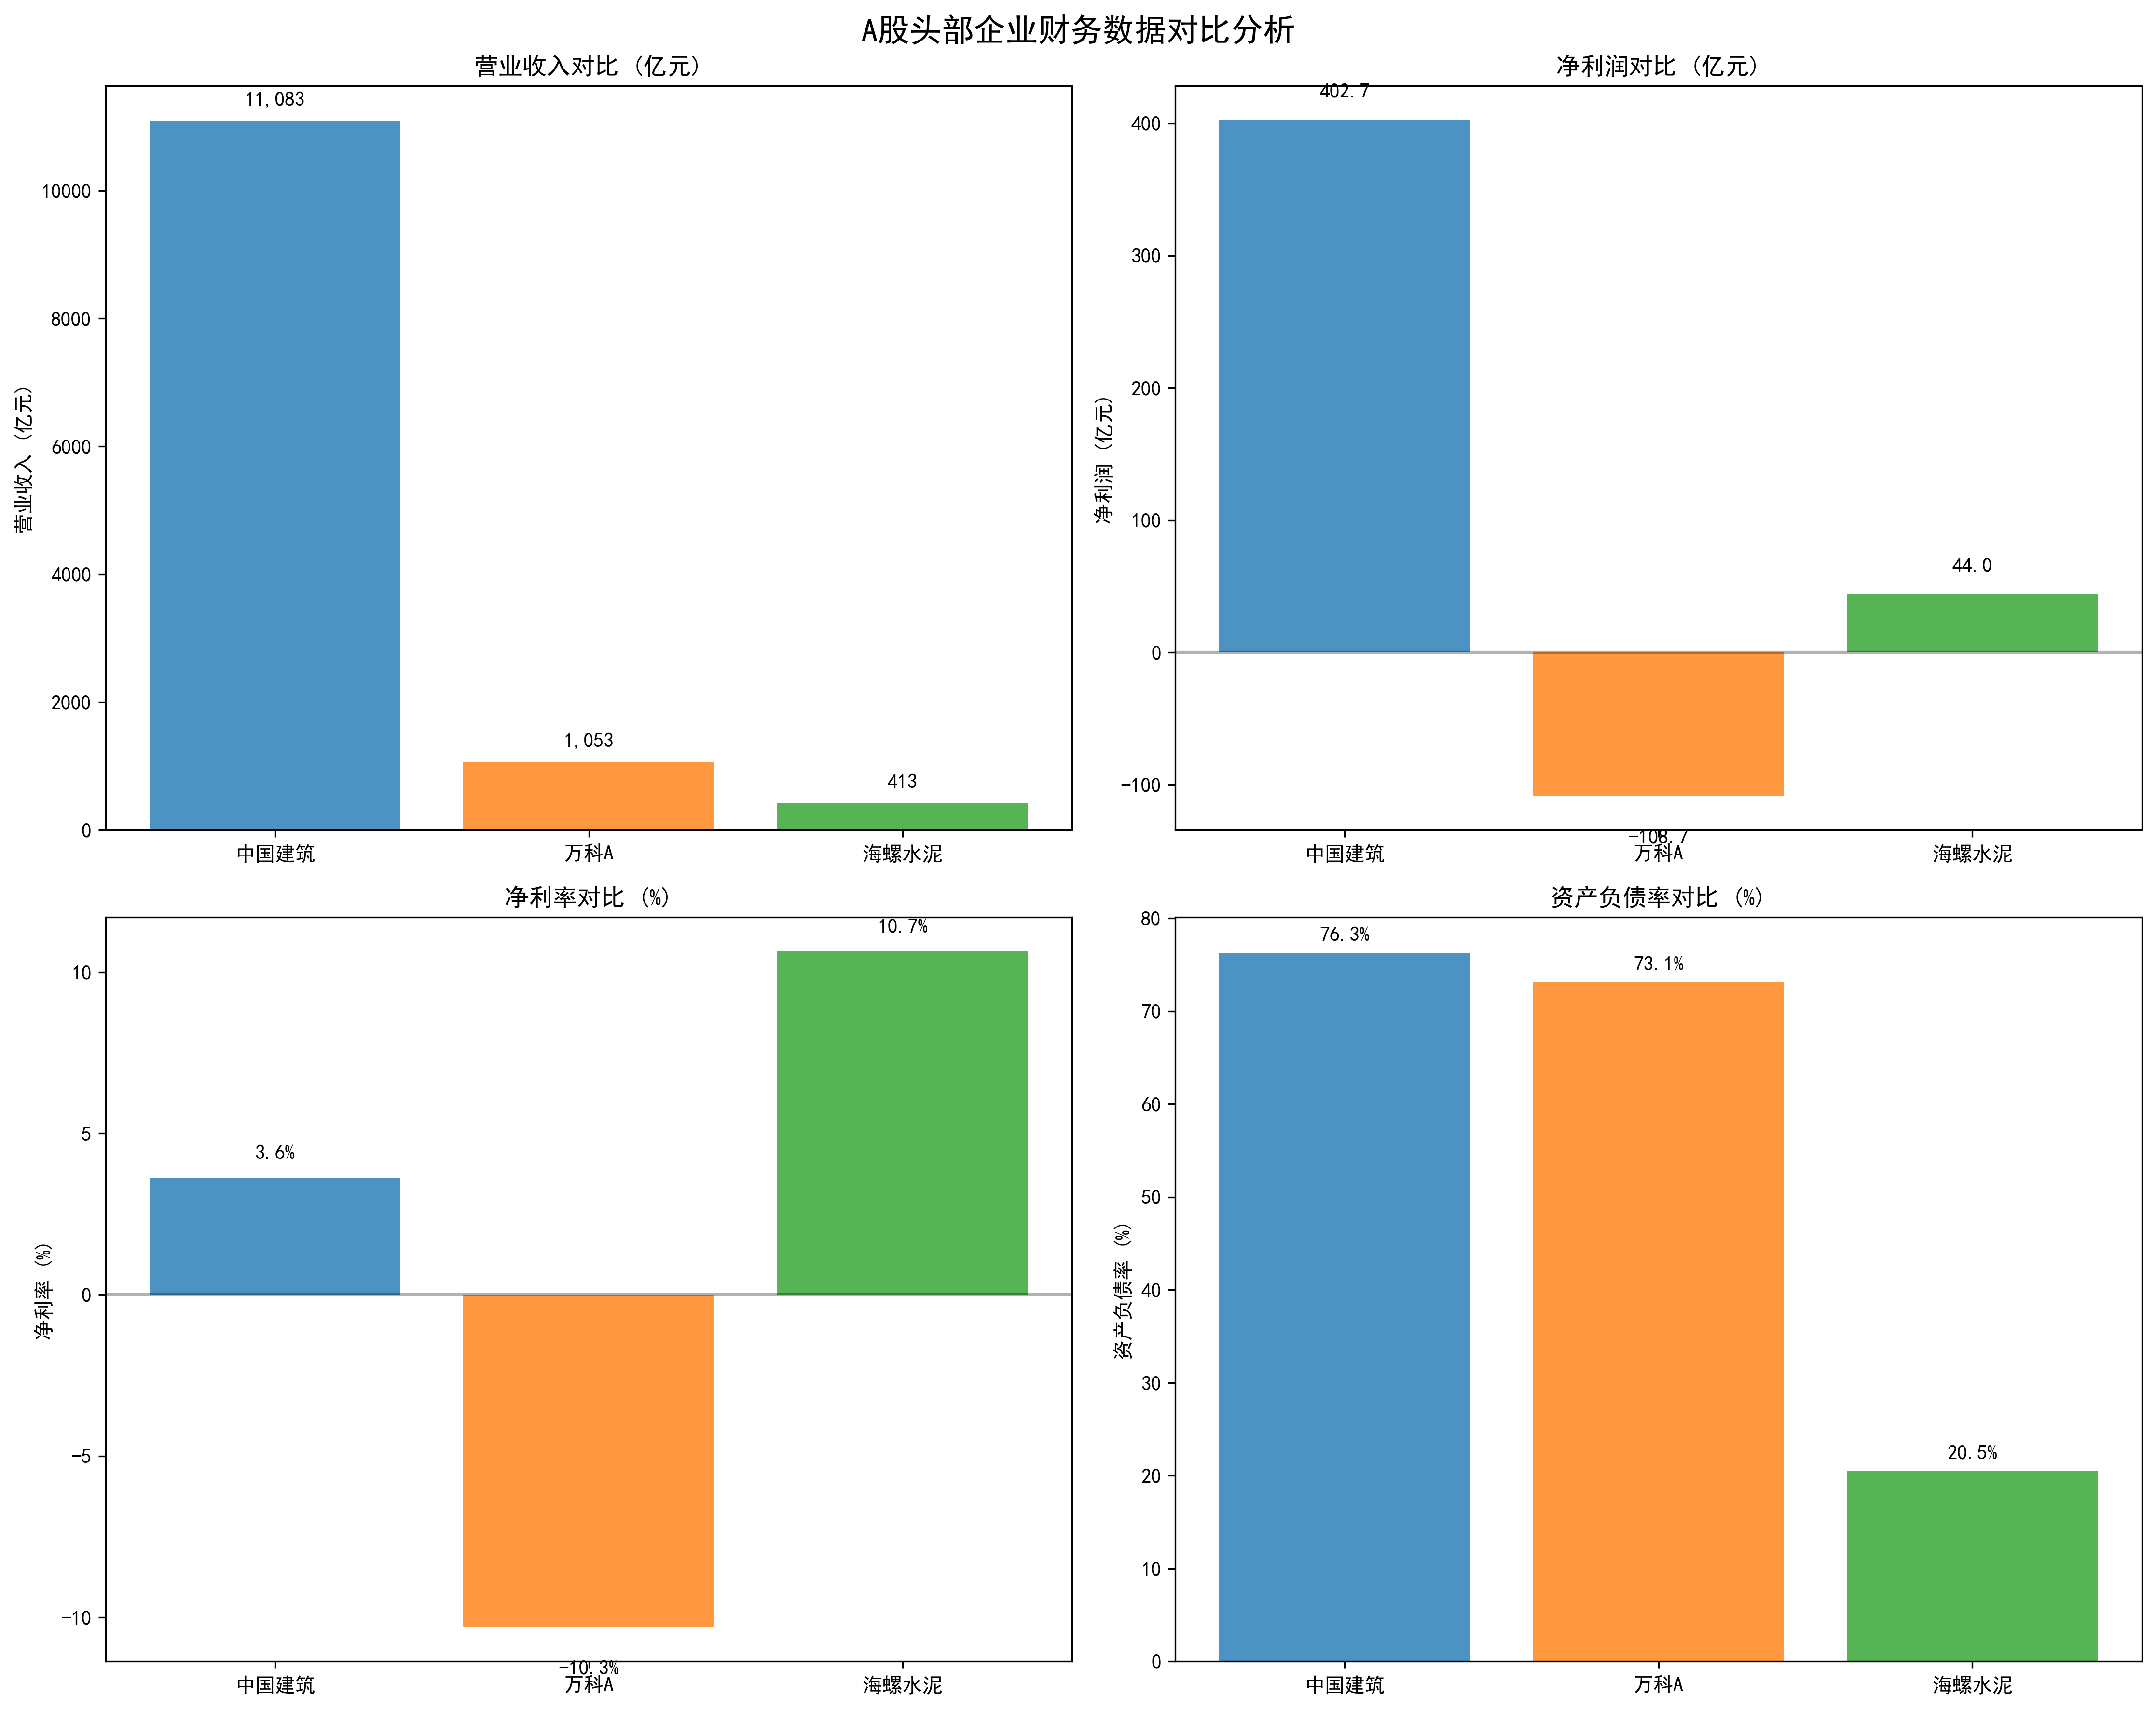 A股头部企业财务数据对比分析
营业收入对比 (亿元)
11,083
10000
8000
6000
4000
2000
0
1,053
413
营业收入 (亿元)
中国建筑
万科A
海螺水泥
净利润对比 (亿元)
402.7
400
300
200
100
0
−100
44.0
-108.7
净利润 (亿元)
中国建筑
万科A
海螺水泥
净利率对比 (%)
10.7%
10
5
0
−5
−10
3.6%
-10.3%
净利率 (%)
中国建筑
万科A
海螺水泥
资产负债率对比 (%)
80
70
60
50
40
30
20
10
0
76.3%
73.1%
20.5%
资产负债率 (%)
中国建筑
万科A
海螺水泥